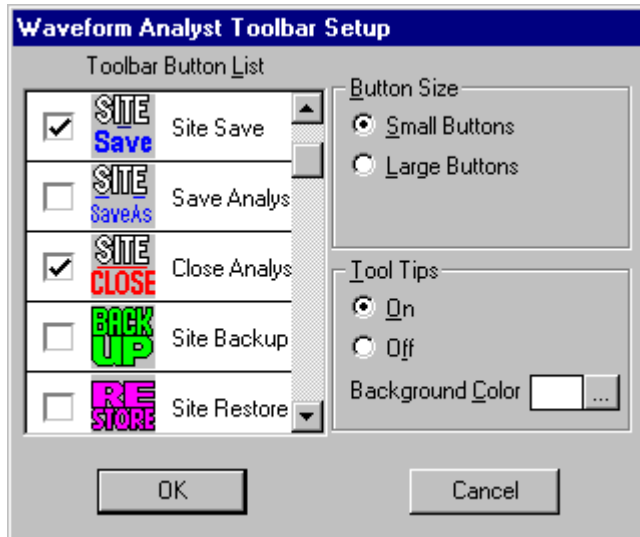 Waveform Analyst Toolbar Setup
Toolbar Button List
SITE
Save
Site Save
SITE
SaveAs
Save Analys
SITE
CLOSE
Close Analys
BACK
UP
Site Backup
RE
STORE
Site Restore
Button Size
Small Buttons
Large Buttons
Tool Tips
On
Off
Background Color ...
OK
Cancel